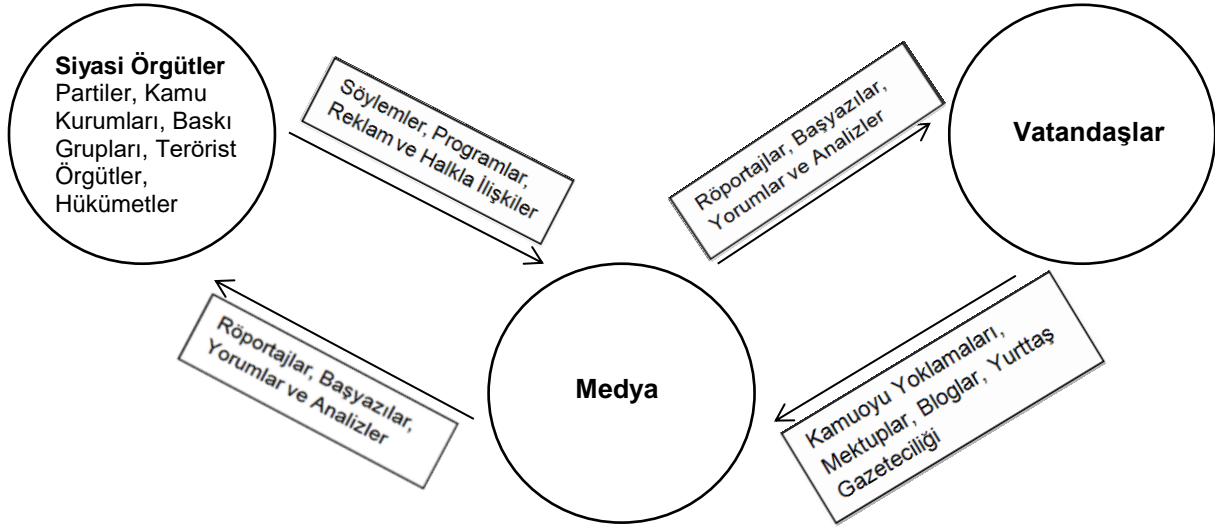 Siyasi Örgütler
Partiler, Kamu
Kurumları, Baskı
Grupları, Terörist
Örgütler,
Hükümetler
Söylemler, Programlar,
Reklam ve Halkla İlişkiler
Röportajlar, Başyazılar,
Yorumlar ve Analizler
Vatandaşlar
Röportajlar, Başyazılar,
Yorumlar ve Analizler
Medya
Kamuoyu Yoklamaları,
Mektuplar, Bloglar, Yurttaş
Gazeteciliği